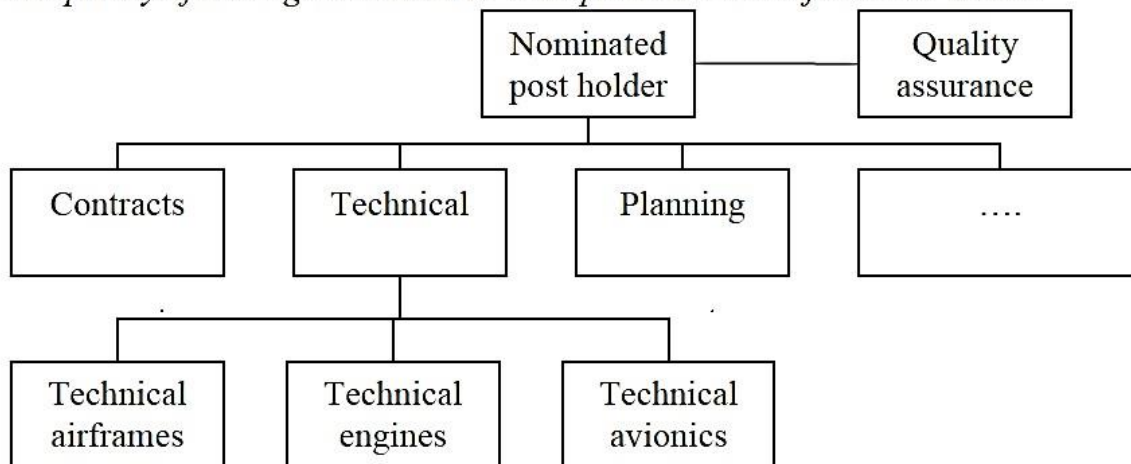 Nominated
post holder
Quality
assurance
Contracts
Technical
Planning
....
Technical
airframes
Technical
engines
Technical
avionics